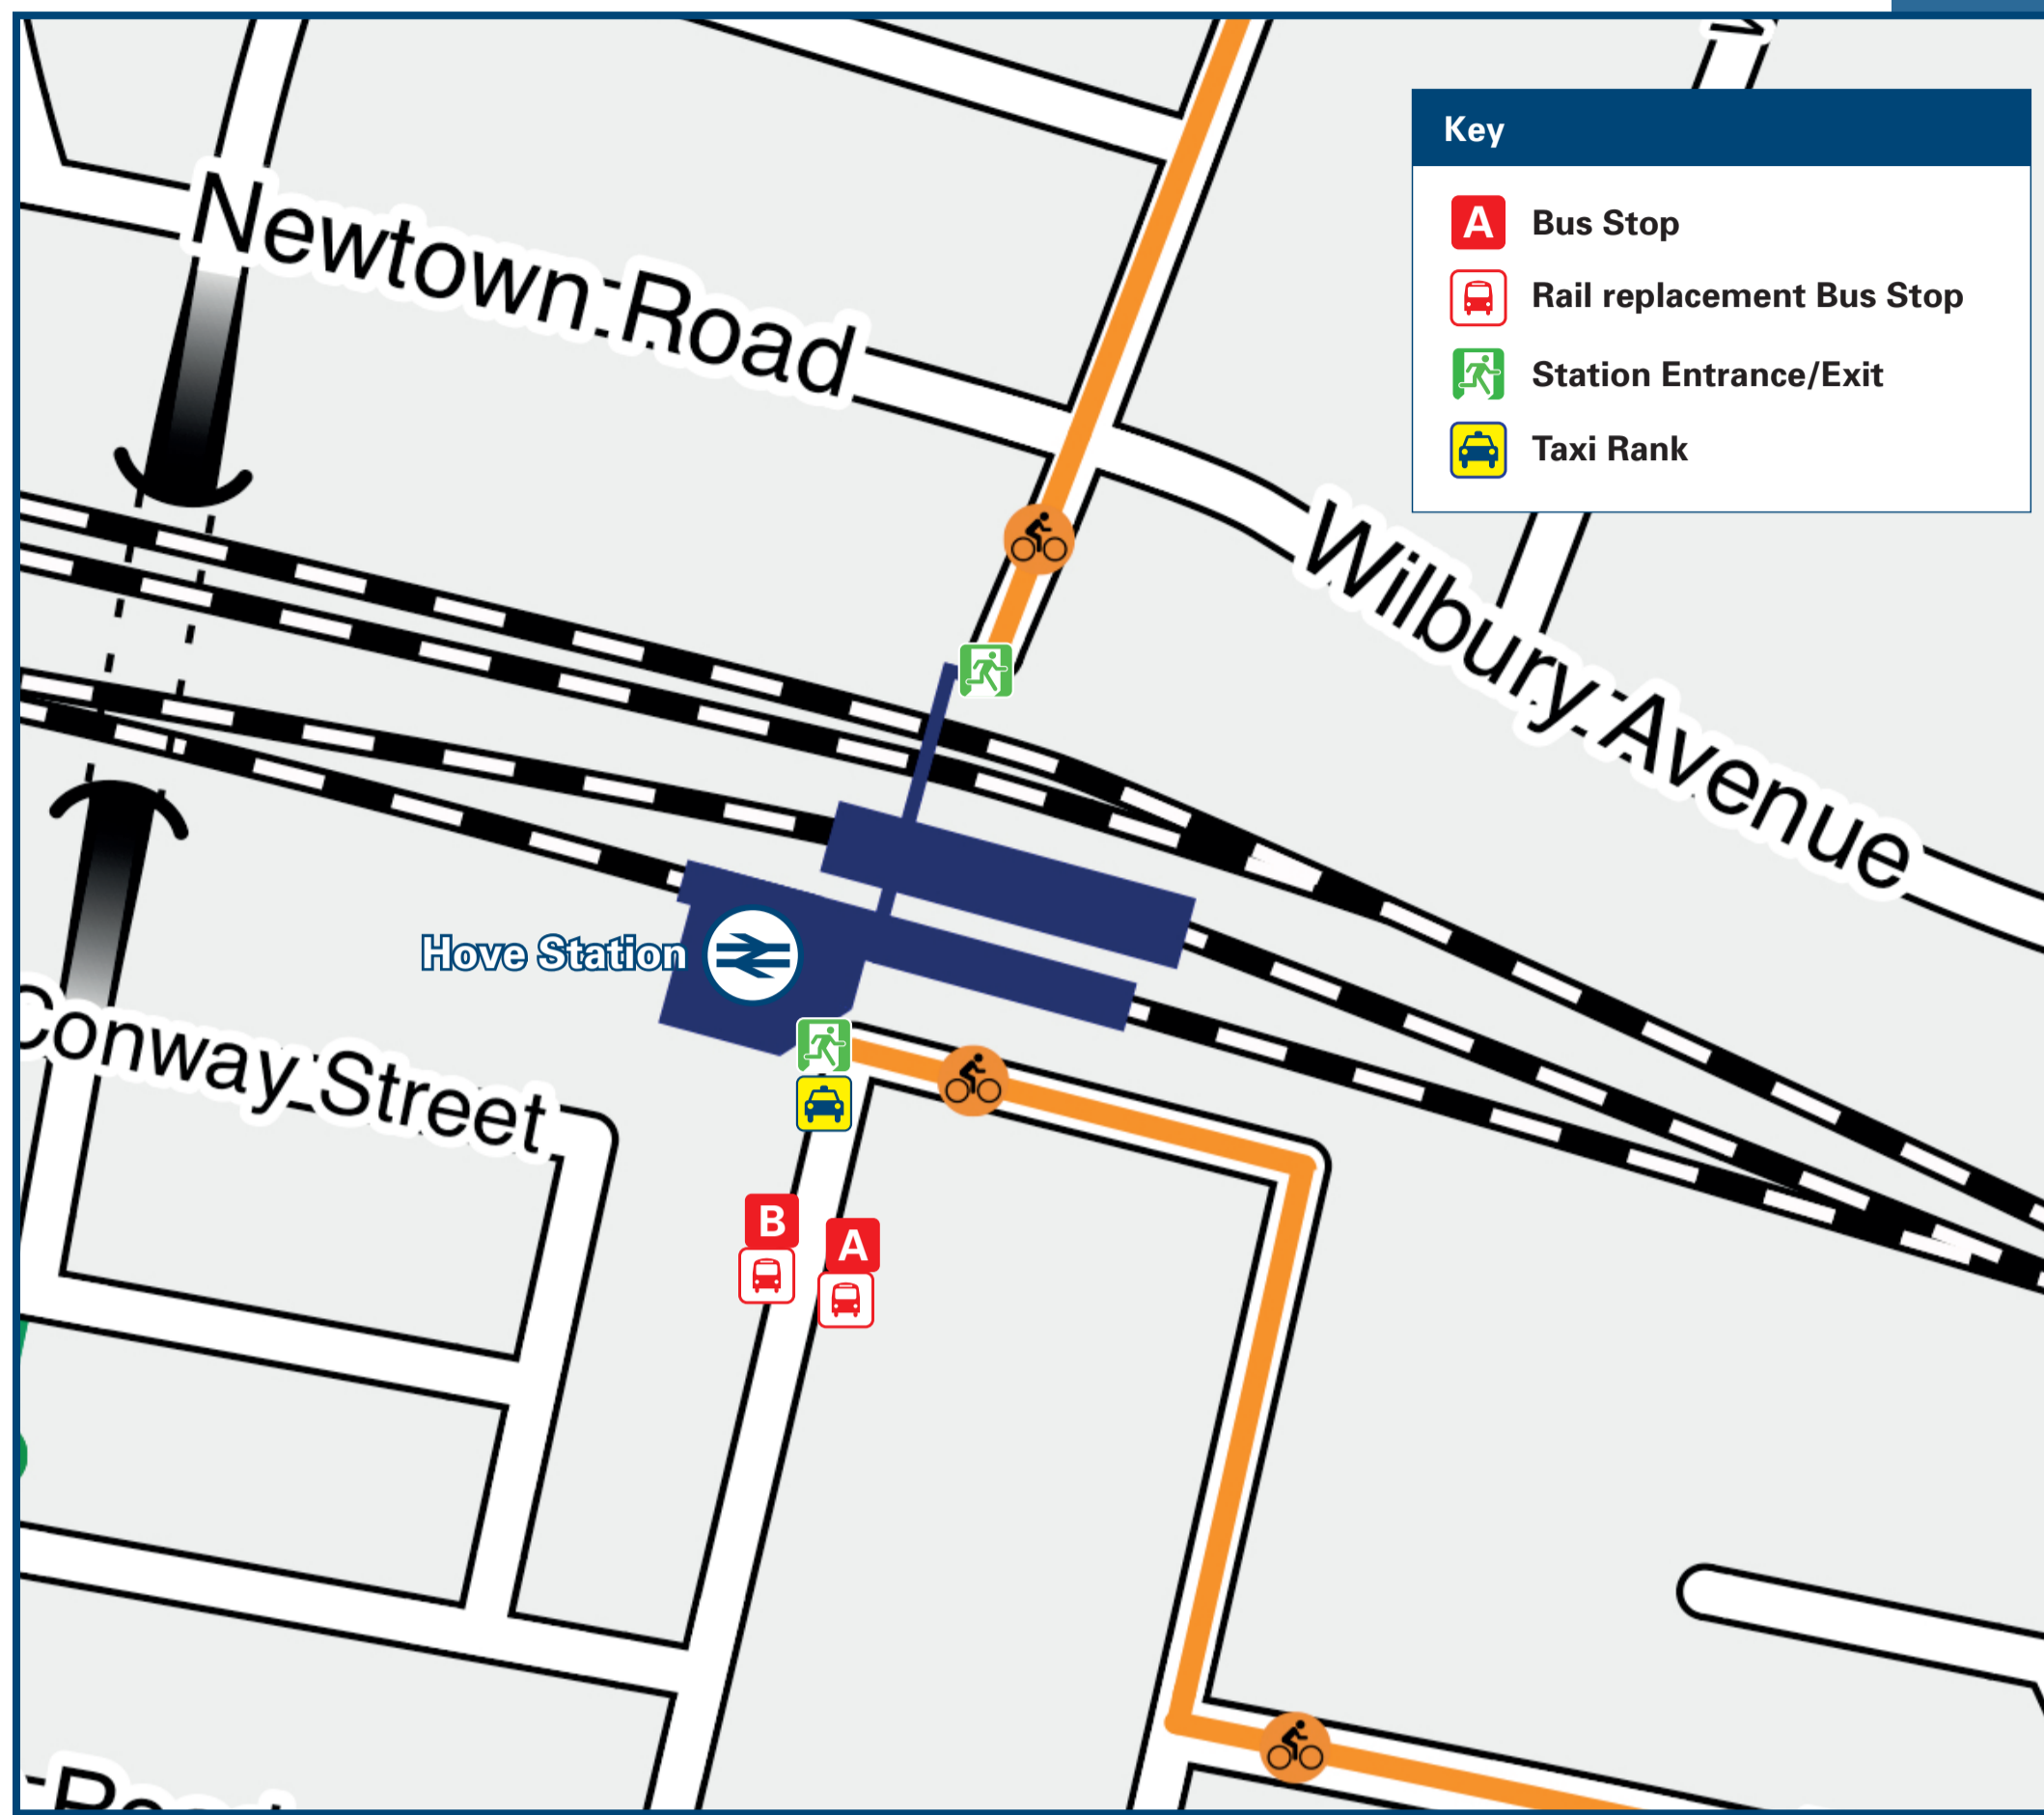 Key
A
Bus Stop
Rail replacement Bus Stop
Station Entrance/Exit
Taxi Rank
Newtown Road
Wilbury Avenue
Hove Station
Conway Street
B
A